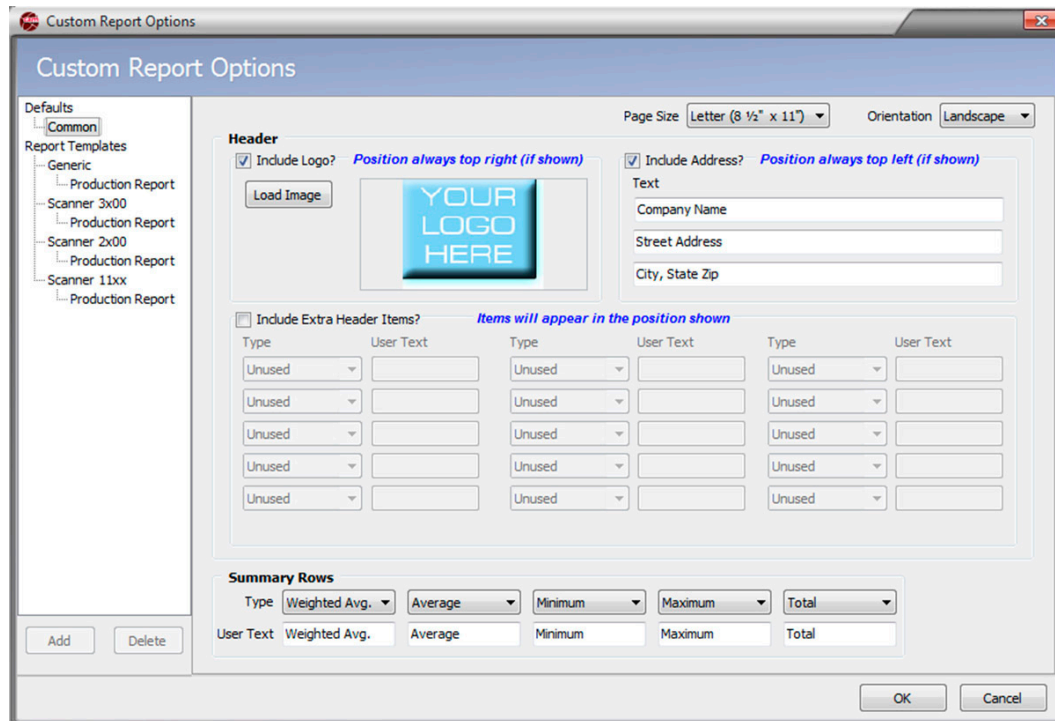 Custom Report Options
Custom Report Options
Defaults
Common
Report Templates
Generic
Production Report
Scanner 3x00
Production Report
Scanner 2x00
Production Report
Scanner 11xx
Production Report
Add Delete
Page Size Letter (8 ½" x 11") Orientation Landscape
Header
Include Logo? Position always top right (if shown)
Load Image
YOUR
LOGO
HERE
Include Address? Position always top left (if shown)
Text
Company Name
Street Address
City, State Zip
Include Extra Header Items? Items will appear in the position shown
Type User Text Type User Text Type User Text
Unused Unused Unused
Unused Unused Unused
Unused Unused Unused
Unused Unused Unused
Unused Unused Unused
Summary Rows
Type Weighted Avg. Average Minimum Maximum Total
User Text Weighted Avg. Average Minimum Maximum Total
OK Cancel